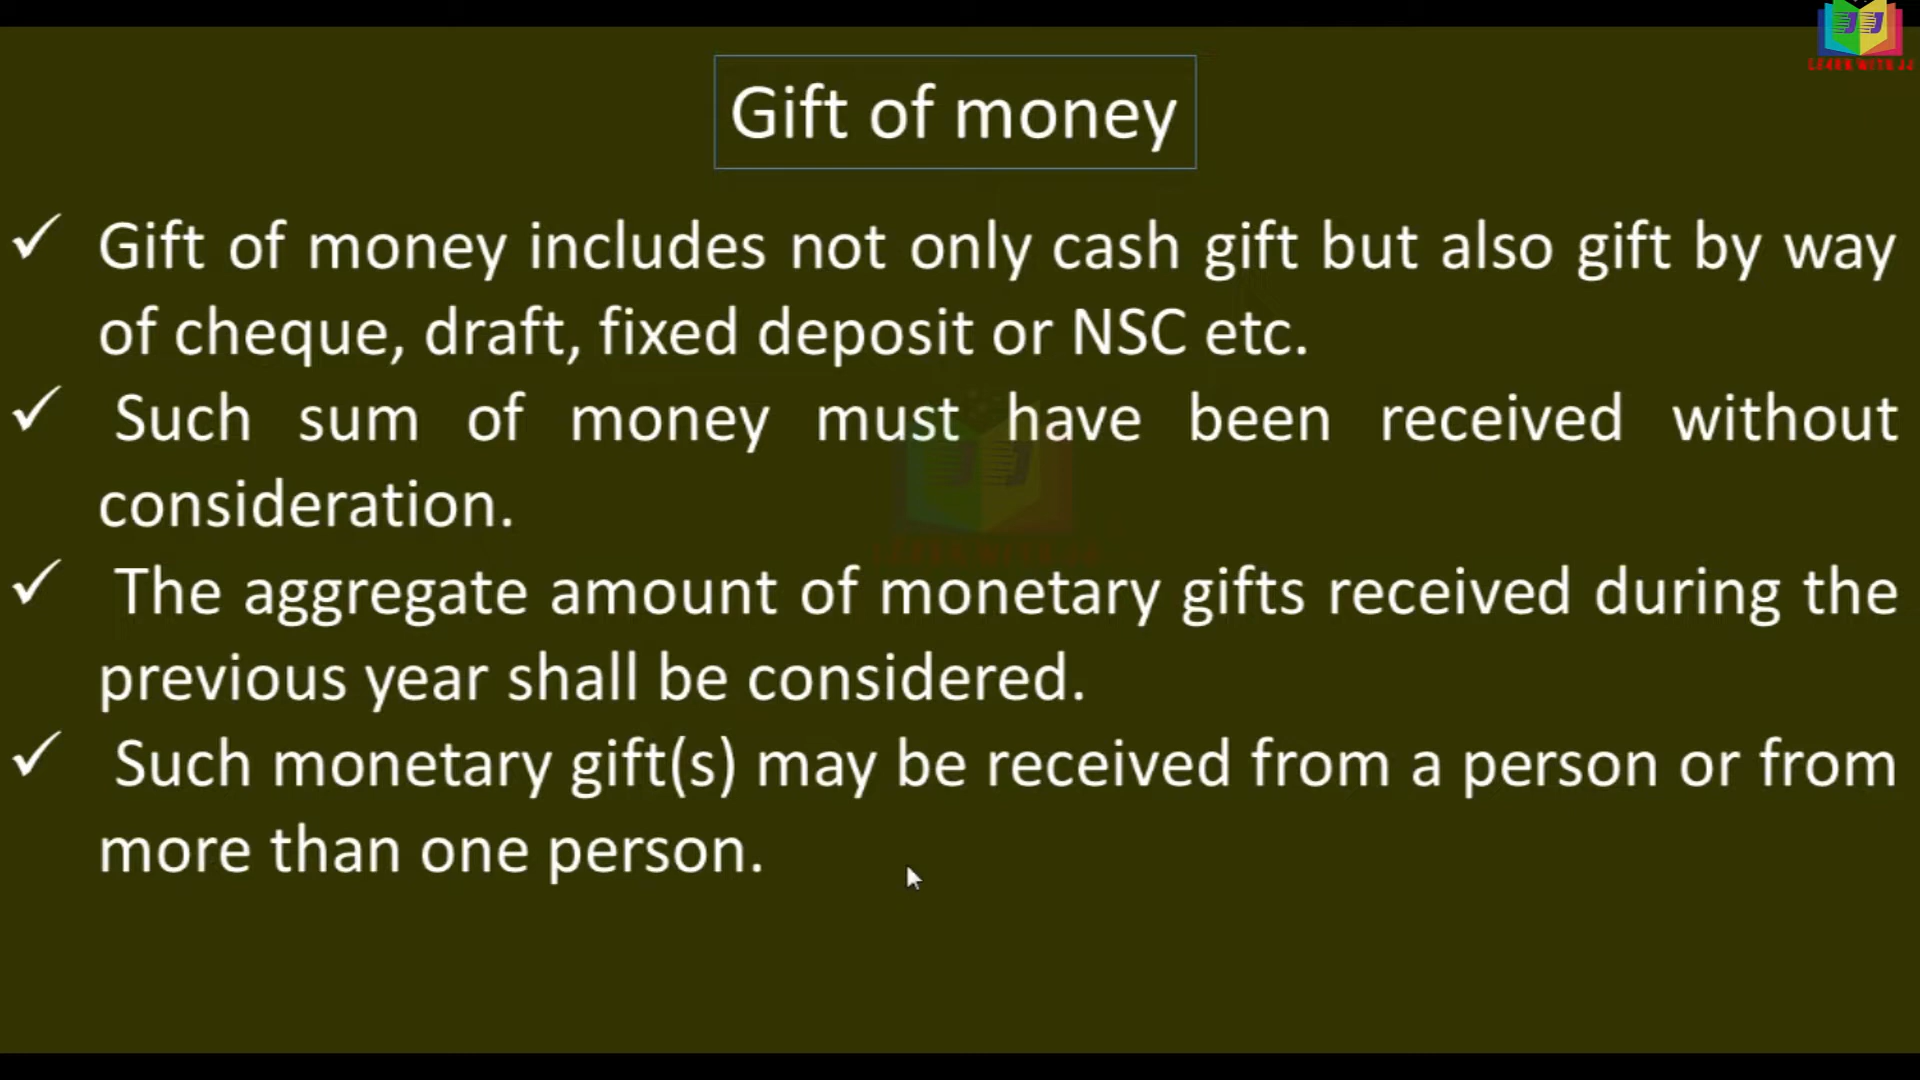 LEARN WITH JJ
Gift of money
✓ Gift of money includes not only cash gift but also gift by way
of cheque, draft, fixed deposit or NSC etc.
✓ Such sum of money must have been received without
consideration.
✓ The aggregate amount of monetary gifts received during the
previous year shall be considered.
✓ Such monetary gift(s) may be received from a person or from
more than one person.